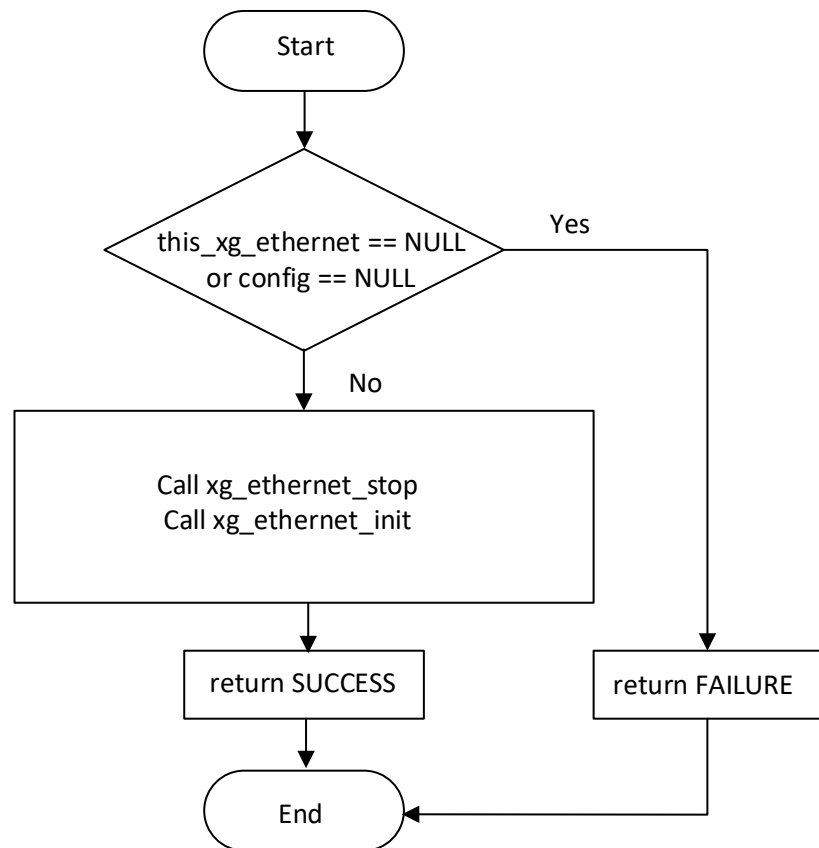 Start
this_xg_ethernet == NULL
or config == NULL
Yes
No
Call xg_ethernet_stop
Call xg_ethernet_init
return SUCCESS
return FAILURE
End